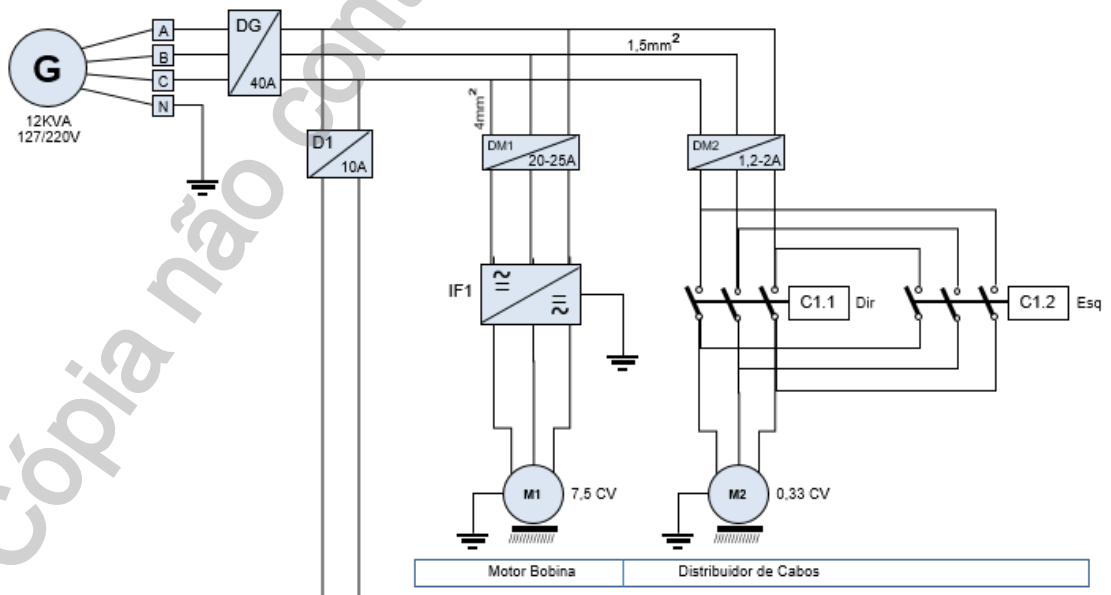 G
12KVA
127/220V
A
B
C
N
DG
40A
D1
10A
1,5mm²
4mm²
DM1
20-25A
DM2
1,2-2A
IF1
C1.1
Dir
C1.2
Esq
M1
7,5 CV
M2
0,33 CV
Motor Bobina
Distribuidor de Cabos
Cópia não con